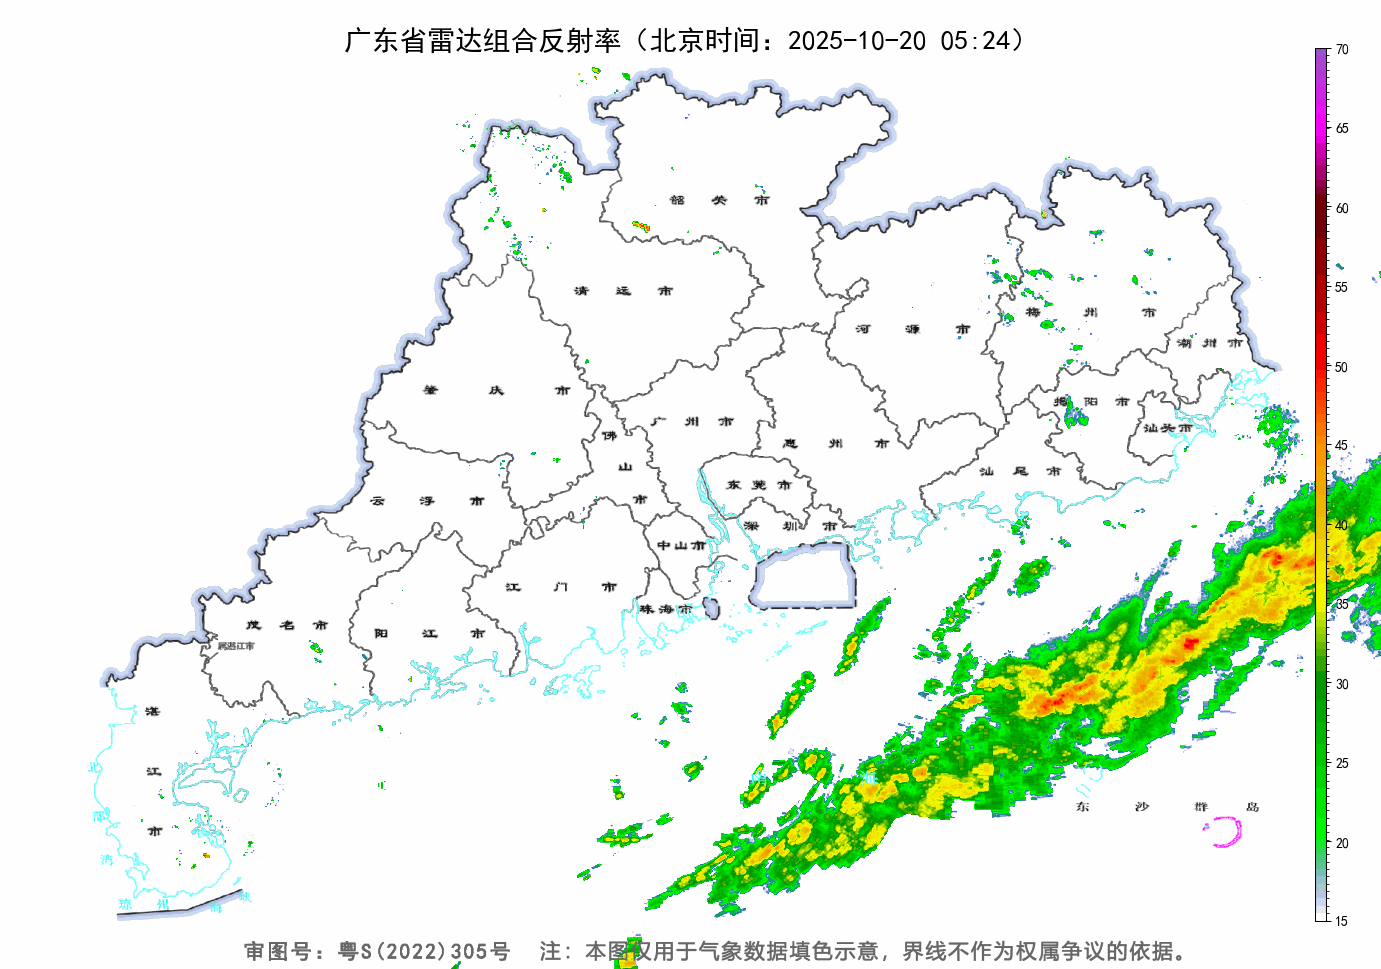 广东省雷达组合反射率（北京时间：2025-10-20 05:24）
70
65
60
55
50
45
40
35
30
25
20
15
韶关市
清远市
河源市
梅州市
潮州市
肇庆市
广州市
佛山市
惠州市
揭阳市
汕头市
汕尾市
东莞市
深圳市
云浮市
中山市
江门市
珠海市
茂名市
属湛江市
阳江市
湛江市
北部湾
琼州海峡
南海
东沙群岛
审图号：粤S(2022)305号 注：本图仅用于气象数据填色示意，界线不作为权属争议的依据。